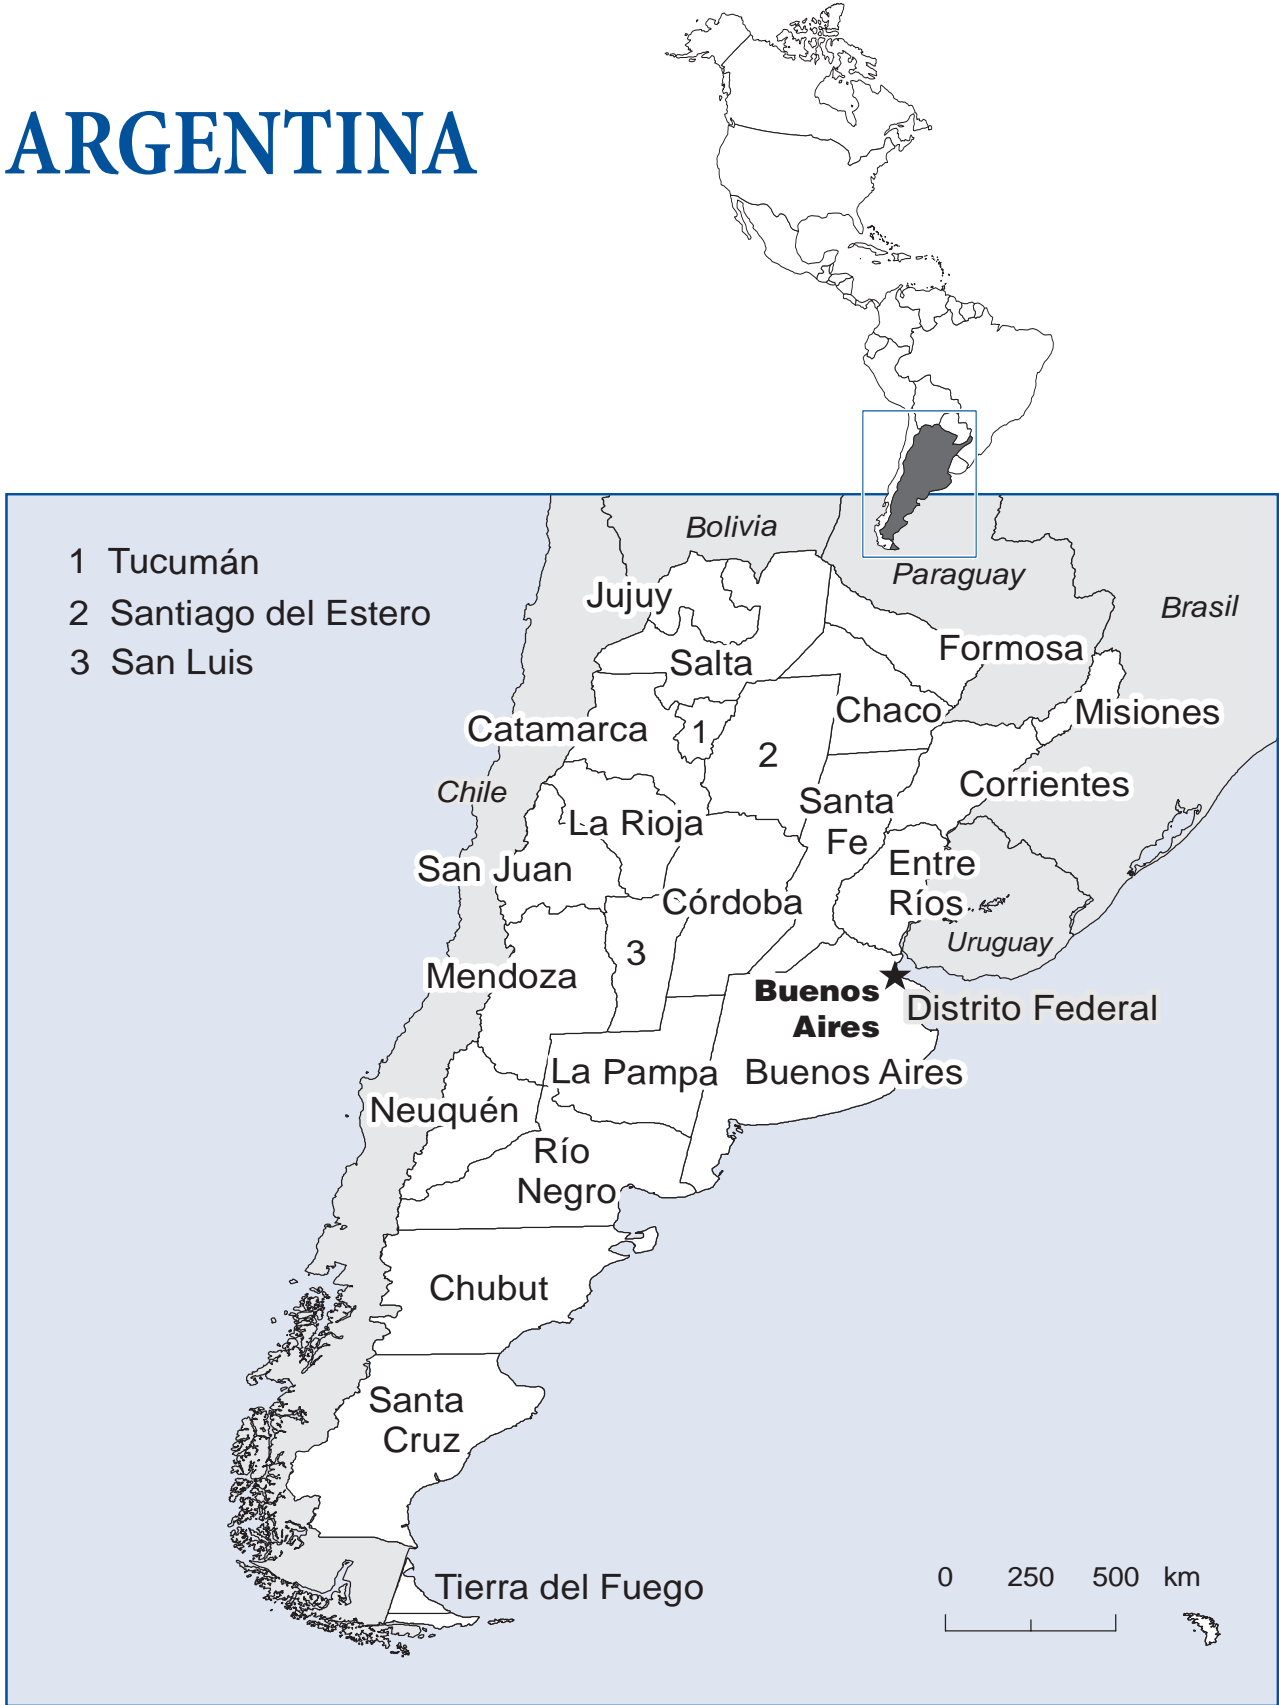 ARGENTINA
1 Tucumán
2 Santiago del Estero
3 San Luis
Bolivia
Paraguay
Brasil
Jujuy
Formosa
Salta
Chaco
Misiones
Catamarca
1
2
Corrientes
Chile
La Rioja
Santa
Fe
San Juan
Entre
Ríos
Córdoba
Uruguay
3
Mendoza
Buenos
Aires
Distrito Federal
La Pampa
Buenos Aires
Neuquén
Río
Negro
Chubut
Santa
Cruz
Tierra del Fuego
0 250 500 km